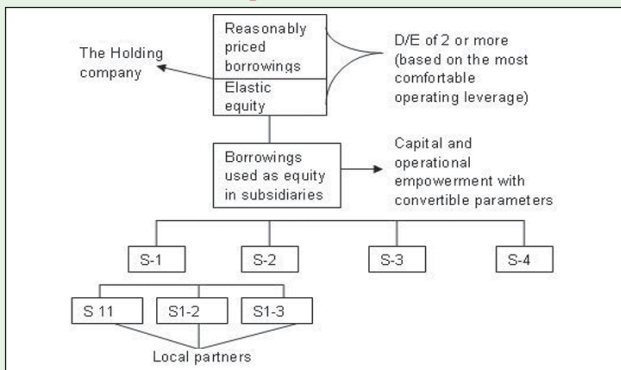 The Holding
company
Reasonably
priced
borrowings
Elastic
equity
D/E of 2 or more
(based on the most
comfortable
operating leverage)
Borrowings
used as equity
in subsidiaries
Capital and
operational
empowerment with
convertible parameters
S-1
S-2
S-3
S-4
S 11
S1-2
S1-3
Local partners